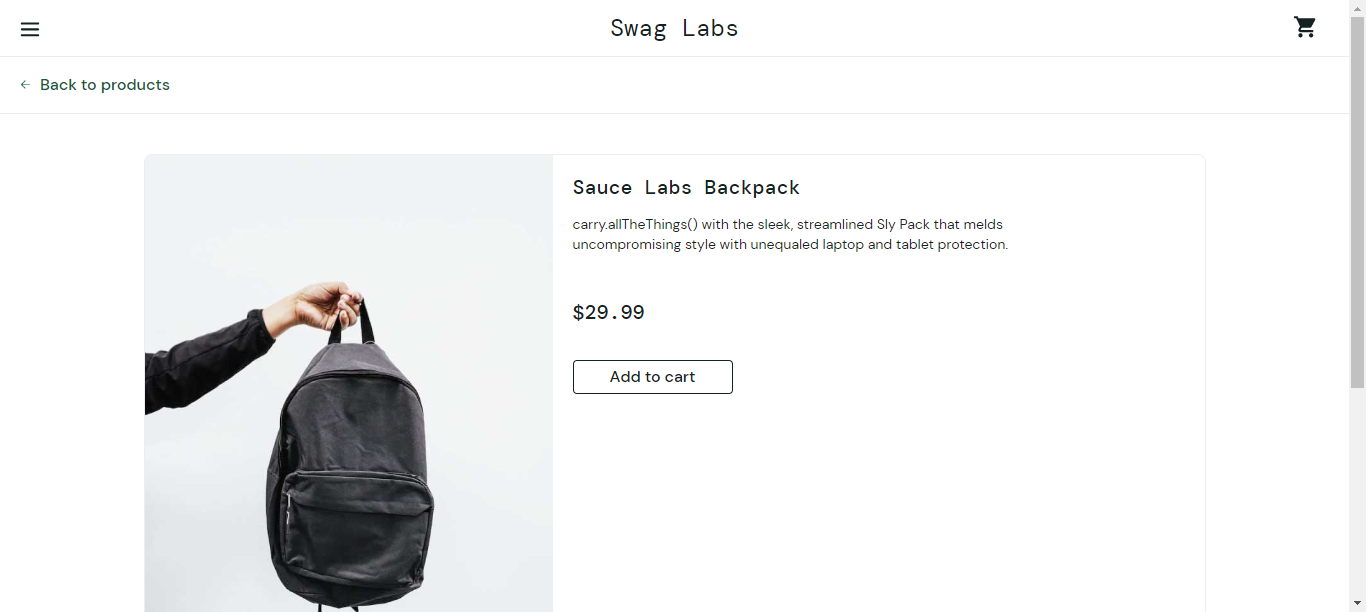 Swag Labs
Back to products
Sauce Labs Backpack
carry.allTheThings() with the sleek, streamlined Sly Pack that melds
uncompromising style with unequaled laptop and tablet protection.
$29.99
Add to cart